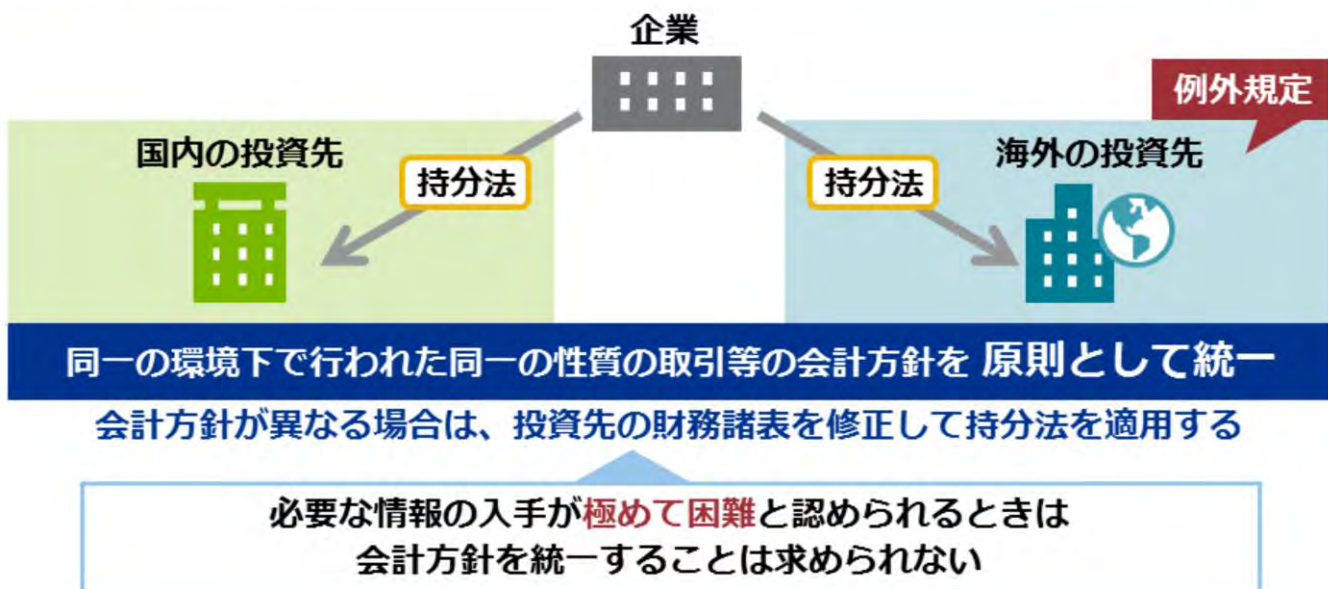 企業
例外規定
国内の投資先
海外の投資先
持分法
持分法
同一の環境下で行われた同一の性質の取引等の会計方針を 原則として統一
会計方針が異なる場合は、投資先の財務諸表を修正して持分法を適用する
必要な情報の入手が極めて困難と認められるときは
会計方針を統一することは求められない